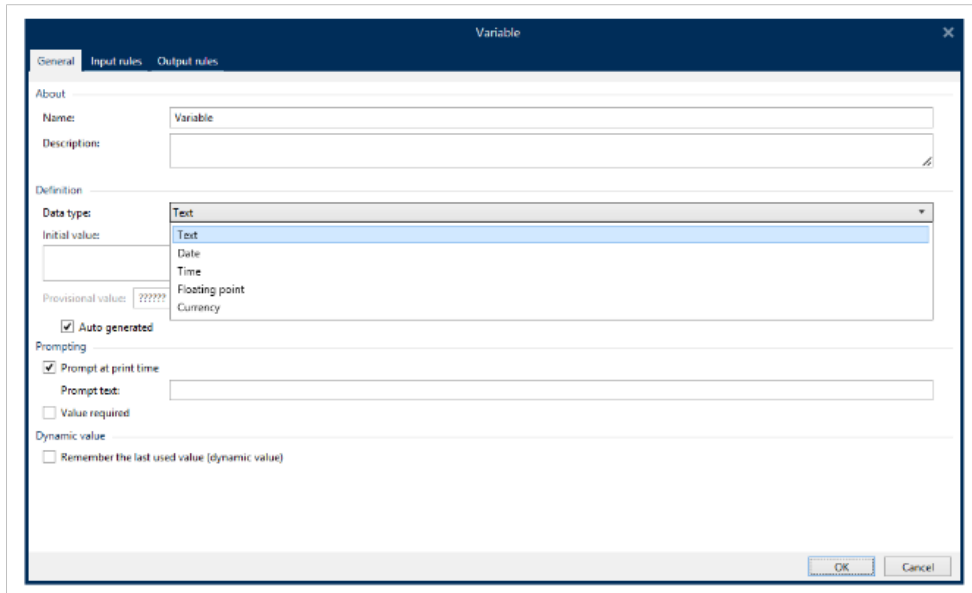 Variable
General Input rules Output rules
About
Name: Variable
Description:
Definition
Data type: Text
Initial value: Text
Date
Time
Floating point
Currency
Provisional value: ??????
Auto generated
Prompting
Prompt at print time
Prompt text:
Value required
Dynamic value
Remember the last used value (dynamic value)
OK Cancel